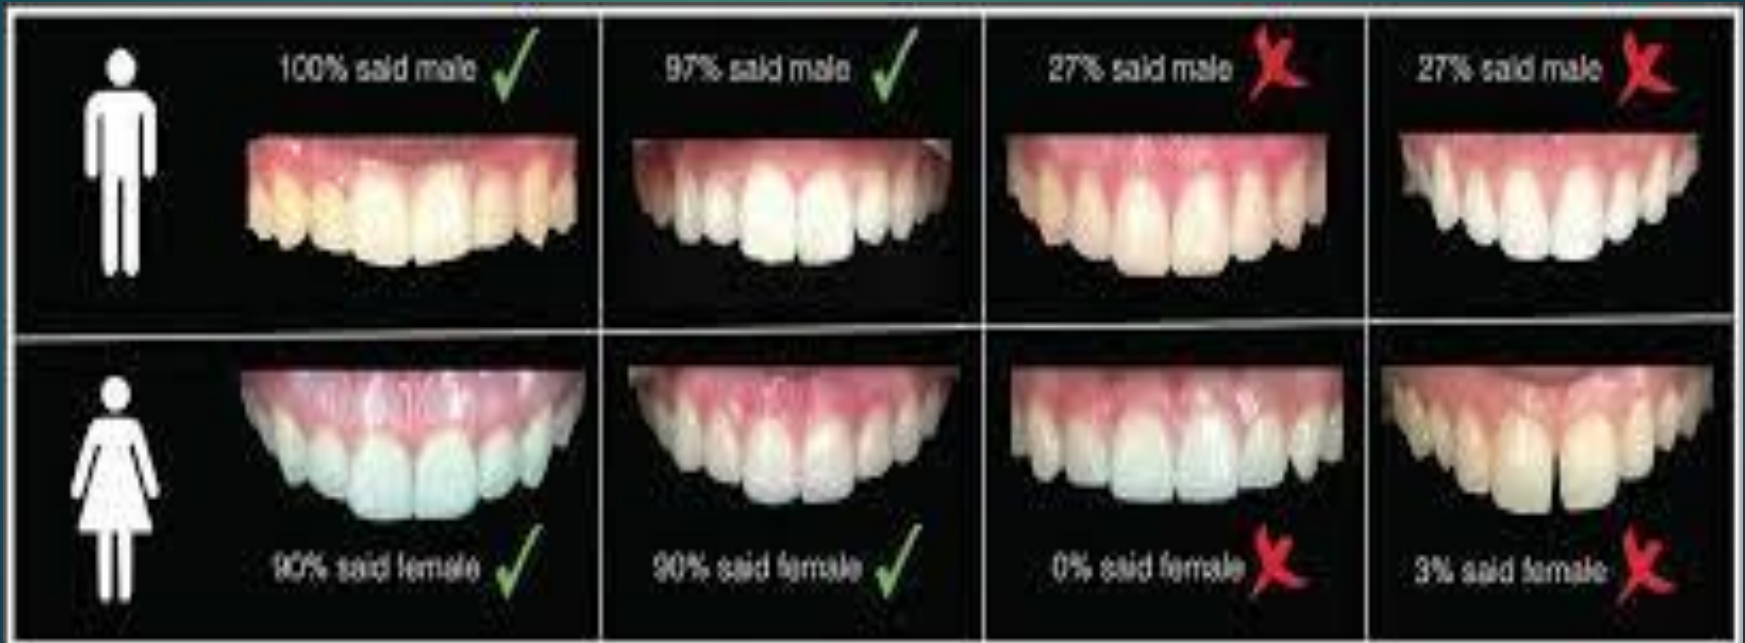 100% said male
97% said male
27% said male
27% said male
90% said female
90% said female
0% said female
3% said female